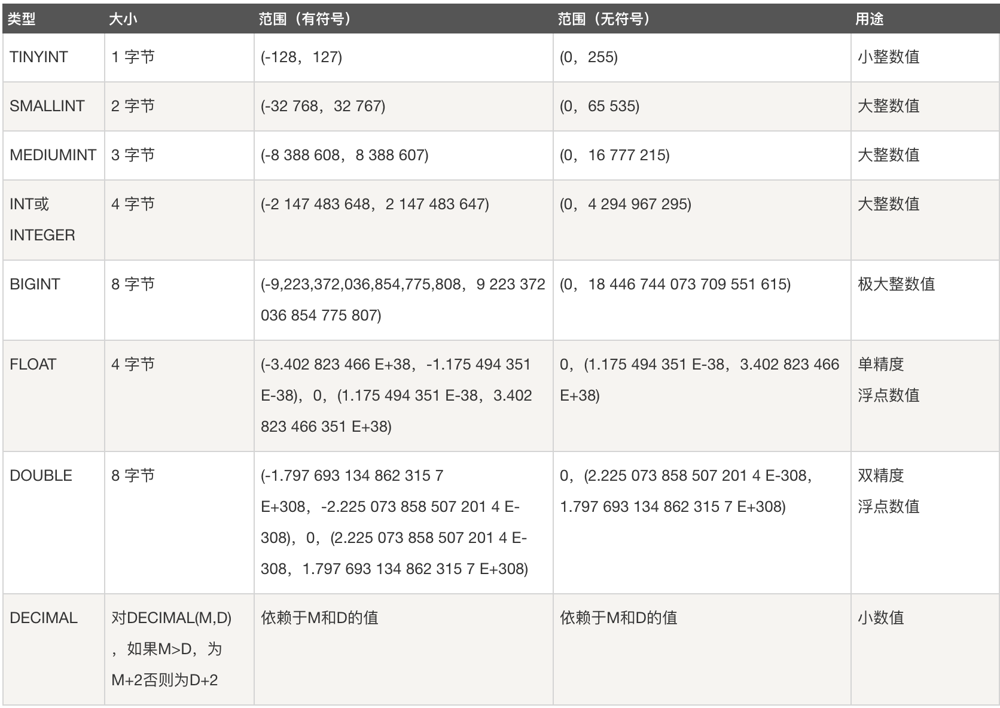 类型 大小 范围（有符号） 范围（无符号） 用途
TINYINT 1 字节 (-128，127) (0，255) 小整数值
SMALLINT 2 字节 (-32 768，32 767) (0，65 535) 大整数值
MEDIUMINT 3 字节 (-8 388 608，8 388 607) (0，16 777 215) 大整数值
INT或 4 字节 (-2 147 483 648，2 147 483 647) (0，4 294 967 295) 大整数值
INTEGER
BIGINT 8 字节 (-9,223,372,036,854,775,808，9 223 372 (0，18 446 744 073 709 551 615) 极大整数值
036 854 775 807)
FLOAT 4 字节 (-3.402 823 466 E+38，-1.175 494 351 0，(1.175 494 351 E-38，3.402 823 466 单精度
E-38)，0，(1.175 494 351 E-38，3.402 E+38) 浮点数值
823 466 351 E+38)
DOUBLE 8 字节 (-1.797 693 134 862 315 7 0，(2.225 073 858 507 201 4 E-308， 双精度
E+308，-2.225 073 858 507 201 4 E- 1.797 693 134 862 315 7 E+308) 浮点数值
308)，0，(2.225 073 858 507 201 4 E-
308，1.797 693 134 862 315 7 E+308)
DECIMAL 对DECIMAL(M,D) 依赖于M和D的值 依赖于M和D的值 小数值
，如果M>D，为
M+2否则为D+2